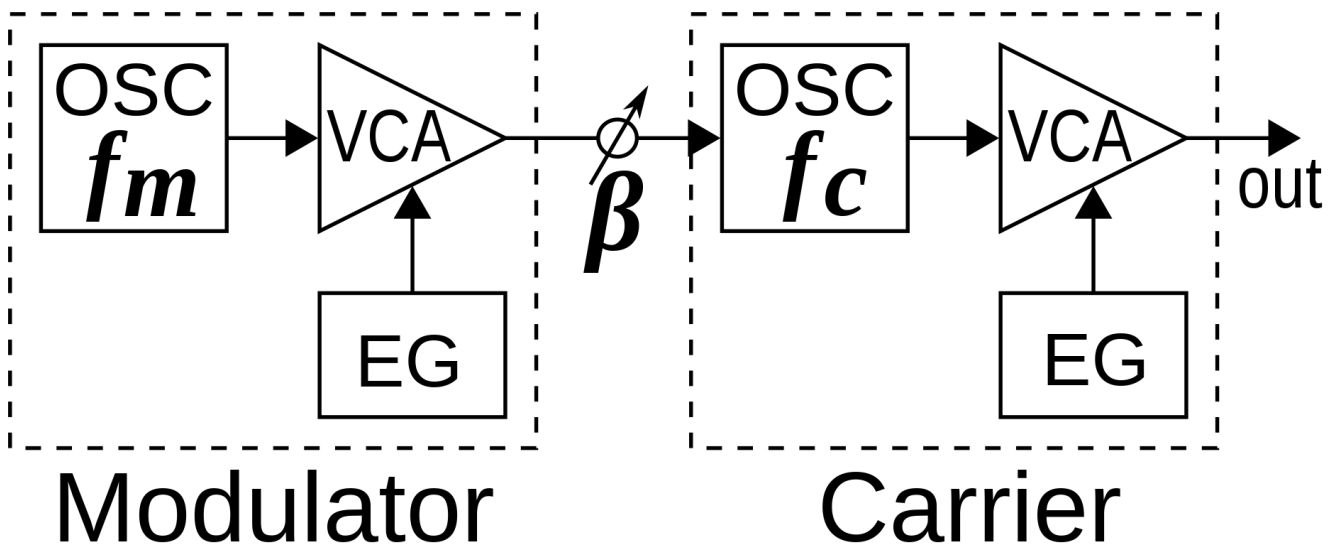 OSC
fm
VCA
EG
Modulator
β
OSC
fc
VCA
EG
Carrier
out